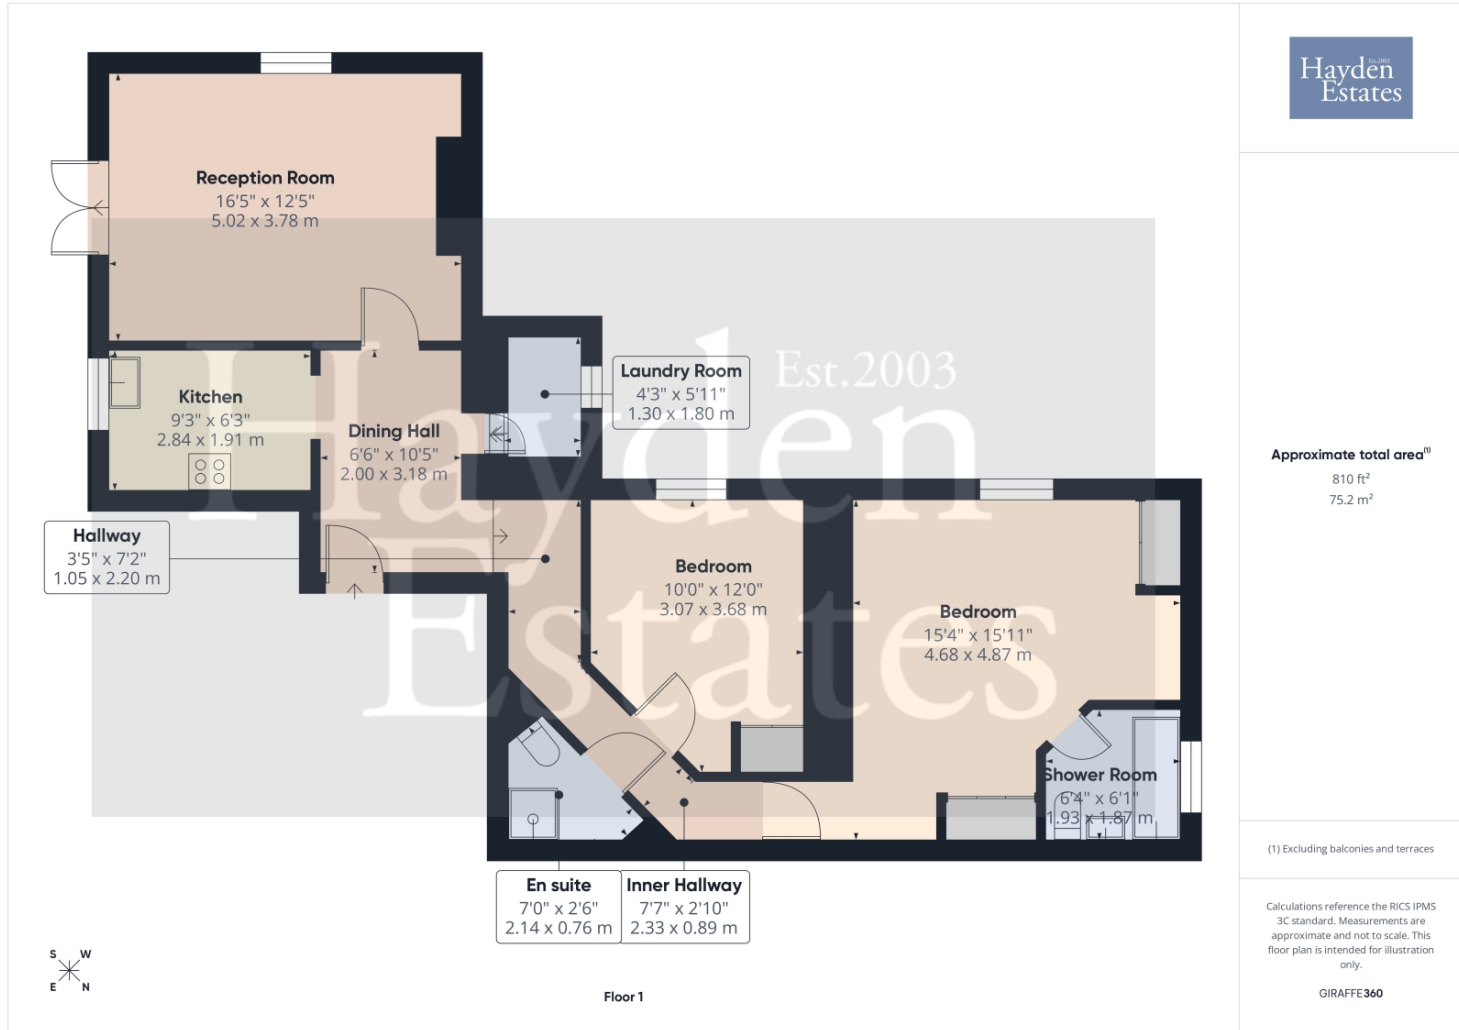 Reception Room
16'5" x 12'5"
5.02 x 3.78 m
Kitchen
9'3" x 6'3"
2.84 x 1.91 m
Dining Hall
6'6" x 10'5"
2.00 x 3.18 m
Laundry Room
4'3" x 5'11"
1.30 x 1.80 m
Hallway
3'5" x 7'2"
1.05 x 2.20 m
Bedroom
10'0" x 12'0"
3.07 x 3.68 m
Bedroom
15'4" x 15'11"
4.68 x 4.87 m
Shower Room
6'4" x 6'1"
1.93 x 1.87 m
En suite
7'0" x 2'6"
2.14 x 0.76 m
Inner Hallway
7'7" x 2'10"
2.33 x 0.89 m
Est.2003
Hayden
Estates
S W
E N
Floor 1
Est.2003
Hayden
Estates
Approximate total area(1)
810 ft²
75.2 m²
(1) Excluding balconies and terraces
Calculations reference the RICS IPMS
3C standard. Measurements are
approximate and not to scale. This
floor plan is intended for illustration
only.
GIRAFFE360